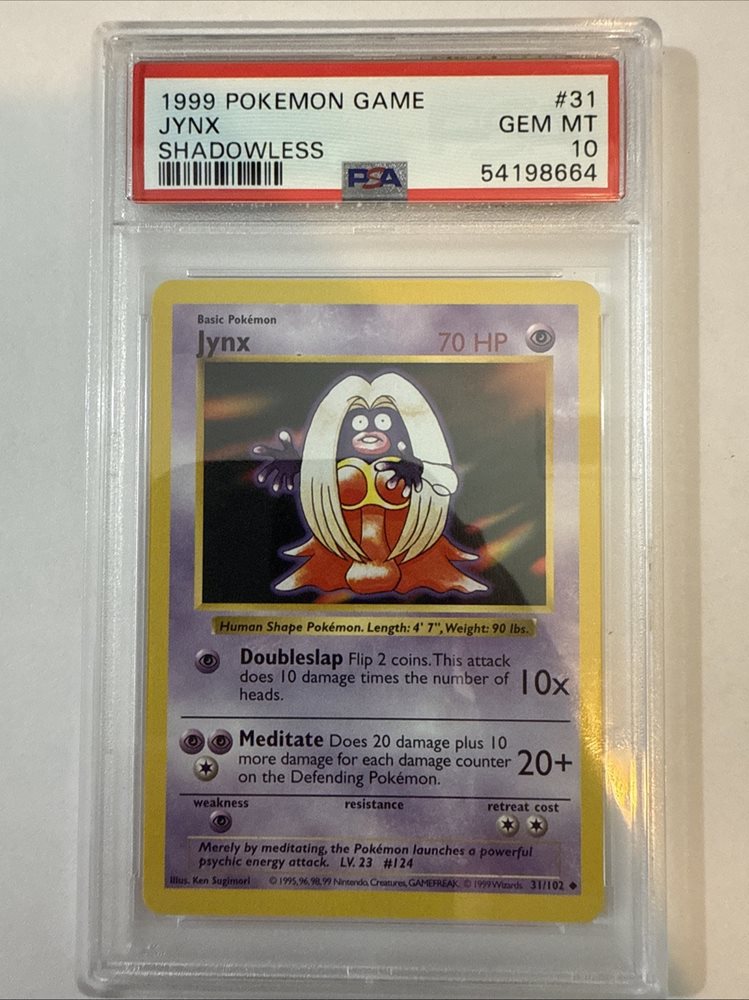 1999 POKEMON GAME #31
JYNX GEM MT
SHADOWLESS 10
PSA 54198664
Basic Pokémon
Jynx 70 HP
Human Shape Pokémon. Length: 4' 7", Weight: 90 lbs.
Doubleslap Flip 2 coins. This attack
does 10 damage times the number of
heads.
10x
Meditate Does 20 damage plus 10
more damage for each damage counter
on the Defending Pokémon.
20+
weakness resistance retreat cost
Merely by meditating, the Pokémon launches a powerful
psychic energy attack. LV. 23 #124
Illus. Ken Sugimori © 1995, 96, 98, 99 Nintendo, Creatures, GAMEFREAK. © 1999 Wizards. 31/102